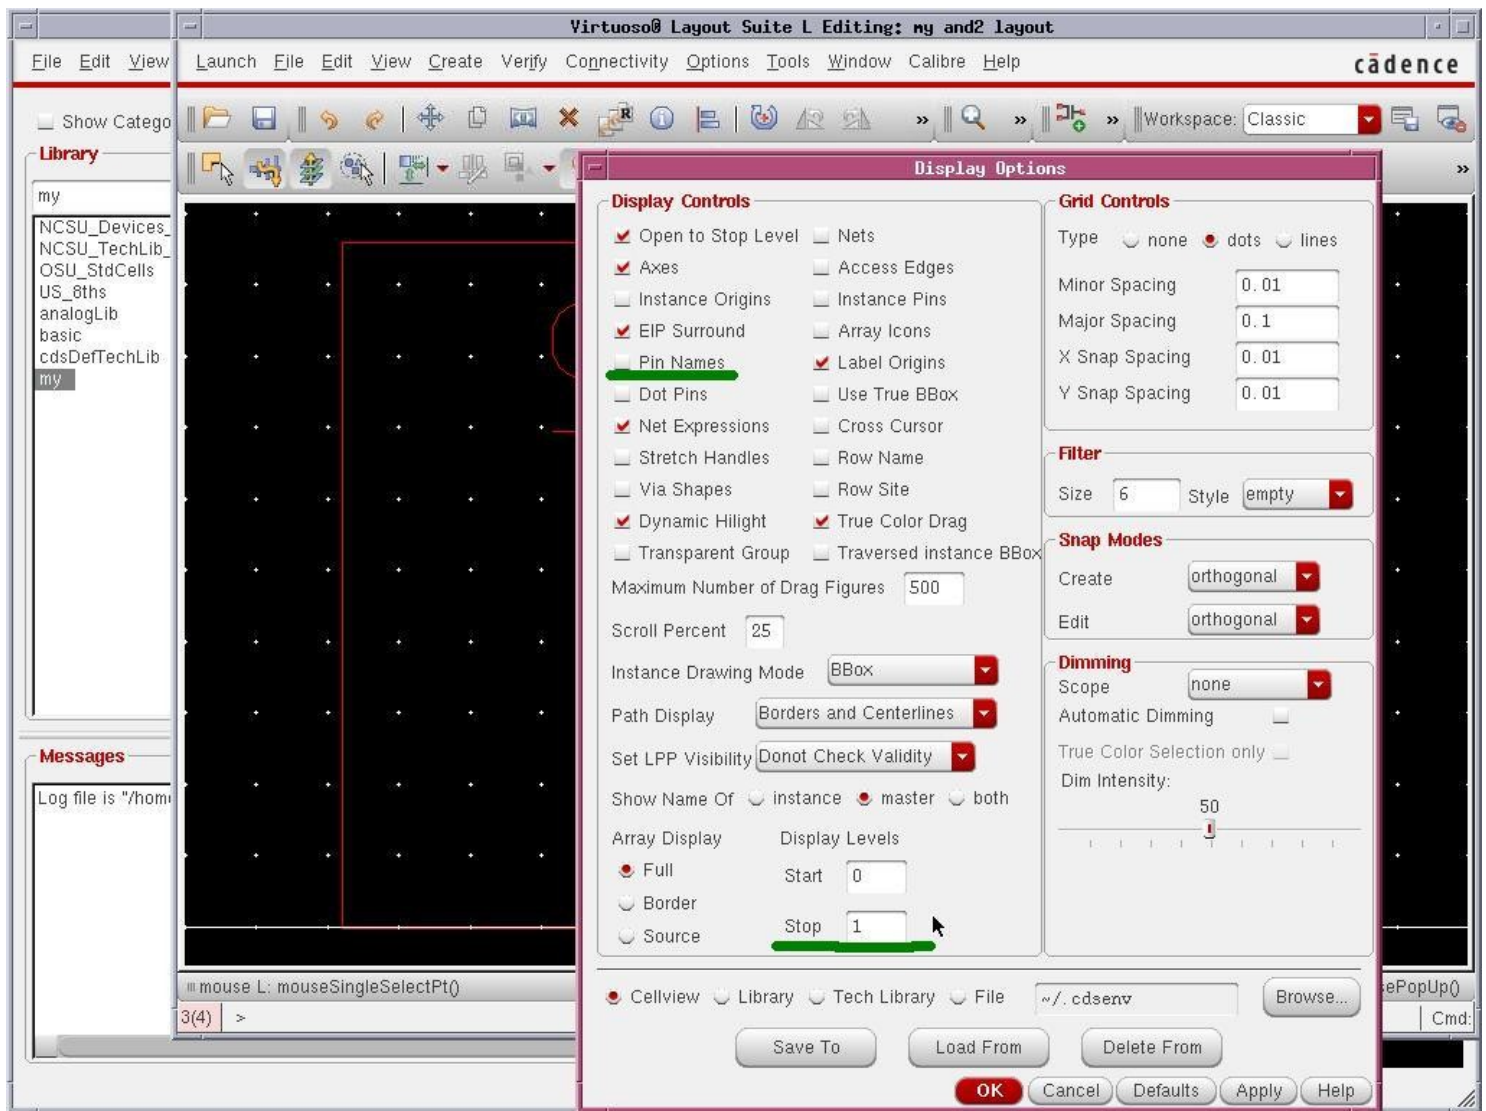 Virtuoso® Layout Suite L Editing: my and2 layout
File Edit View
Launch File Edit View Create Verify Connectivity Options Tools Window Calibre Help
cādence
Show Catego
» » » Workspace: Classic
R
Library
my
NCSU_Devices_
NCSU_TechLib_
OSU_StdCells
US_8ths
analogLib
basic
cdsDefTechLib
my
»
Messages
Log file is "/hom
Display Options
Display Controls
Open to Stop Level Nets
Axes Access Edges
Instance Origins Instance Pins
EIP Surround Array Icons
Pin Names Label Origins
Dot Pins Use True BBox
Net Expressions Cross Cursor
Stretch Handles Row Name
Via Shapes Row Site
Dynamic Hilight True Color Drag
Transparent Group Traversed instance BBox
Maximum Number of Drag Figures 500
Scroll Percent 25
Instance Drawing Mode BBox
Path Display Borders and Centerlines
Set LPP Visibility Donot Check Validity
Show Name Of instance master both
Array Display Display Levels
Full Start 0
Border
Source Stop 1
Grid Controls
Type none dots lines
Minor Spacing 0.01
Major Spacing 0.1
X Snap Spacing 0.01
Y Snap Spacing 0.01
Filter
Size 6 Style empty
Snap Modes
Create orthogonal
Edit orthogonal
Dimming
Scope none
Automatic Dimming
True Color Selection only
Dim Intensity:
50
Cellview Library Tech Library File ~/.cdsenv Browse...
Save To Load From Delete From
OK Cancel Defaults Apply Help
mouse L: mouseSingleSelectPt()
ePopUp()
3(4) >
Cmd: